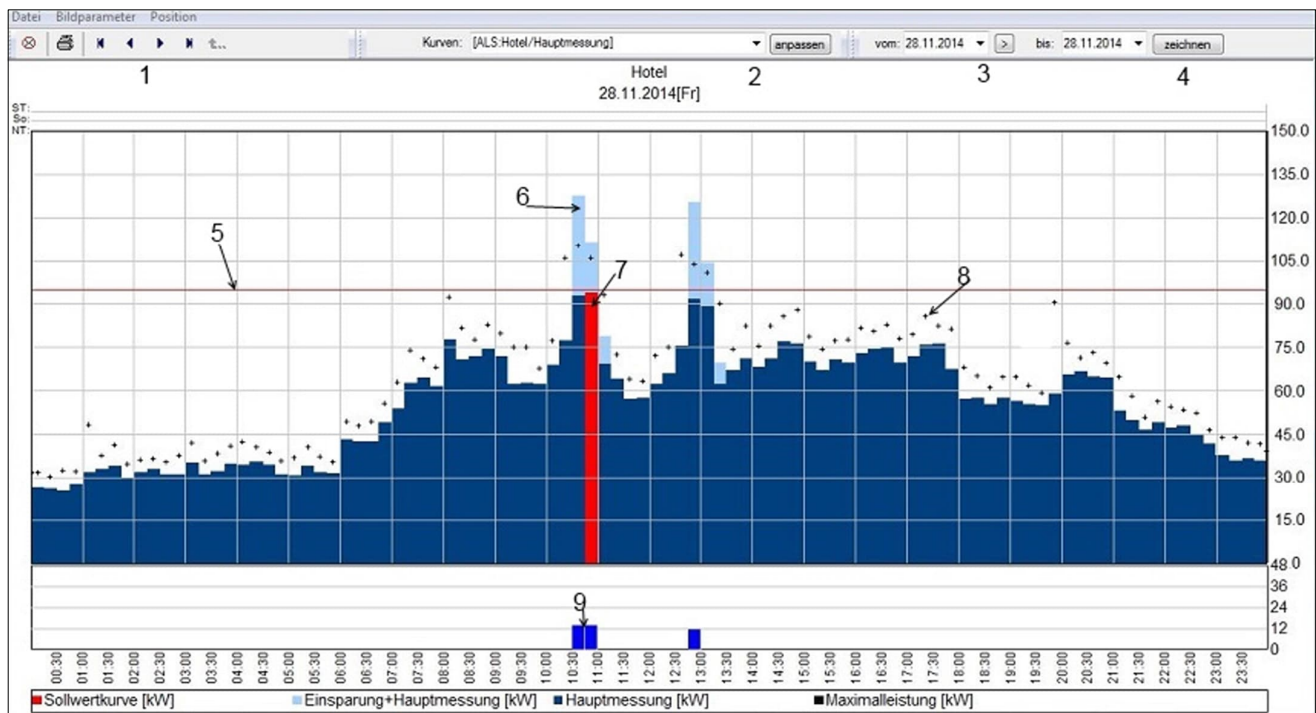 Datei Bildparameter Position
Kurven: [ALS:Hotel/Hauptmessung] anpassen vom: 28.11.2014 > bis: 28.11.2014 zeichnen
1 2 3 4
Hotel
28.11.2014[Fr]
ST:
So:
NT:
150.0
135.0
120.0
105.0
90.0
75.0
60.0
45.0
30.0
15.0
48.0
36
24
12
0
5
6
7
8
9
00:30 01:00 01:30 02:00 02:30 03:00 03:30 04:00 04:30 05:00 05:30 06:00 06:30 07:00 07:30 08:00 08:30 09:00 09:30 10:00 10:30 11:00 11:30 12:00 12:30 13:00 13:30 14:00 14:30 15:00 15:30 16:00 16:30 17:00 17:30 18:00 18:30 19:00 19:30 20:00 20:30 21:00 21:30 22:00 22:30 23:00 23:30
Sollwertkurve [kW] Einsparung+Hauptmessung [kW] Hauptmessung [kW] Maximalleistung [kW]